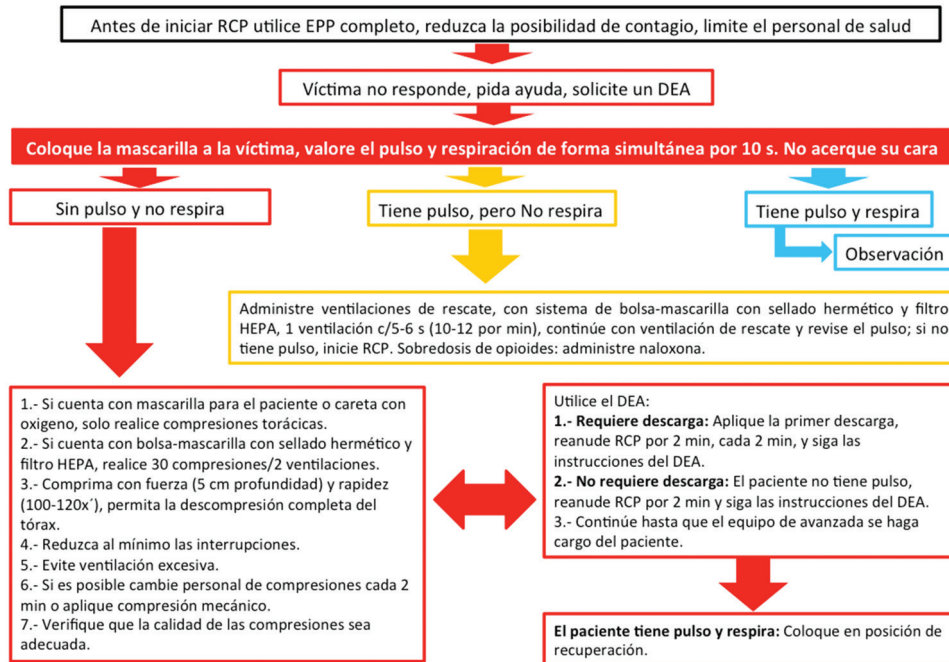 Antes de iniciar RCP utilice EPP completo, reduzca la posibilidad de contagio, limite el personal de salud
Víctima no responde, pida ayuda, solicite un DEA
Coloque la mascarilla a la víctima, valore el pulso y respiración de forma simultánea por 10 s. No acerque su cara
Sin pulso y no respira
Tiene pulso, pero No respira
Tiene pulso y respira
Observación
Administre ventilaciones de rescate, con sistema de bolsa-mascarilla con sellado hermético y filtro
HEPA, 1 ventilación c/5-6 s (10-12 por min), continúe con ventilación de rescate y revise el pulso; si no
tiene pulso, inicie RCP. Sobredosis de opioides: administre naloxona.
1.- Si cuenta con mascarilla para el paciente o careta con
oxigeno, solo realice compresiones torácicas.
2.- Si cuenta con bolsa-mascarilla con sellado hermético y
filtro HEPA, realice 30 compresiones/2 ventilaciones.
3.- Comprima con fuerza (5 cm profundidad) y rapidez
(100-120x´), permita la descompresión completa del
tórax.
4.- Reduzca al mínimo las interrupciones.
5.- Evite ventilación excesiva.
6.- Si es posible cambie personal de compresiones cada 2
min o aplique compresión mecánico.
7.- Verifique que la calidad de las compresiones sea
adecuada.
Utilice el DEA:
1.- Requiere descarga: Aplique la primer descarga,
reanude RCP por 2 min, cada 2 min, y siga las
instrucciones del DEA.
2.- No requiere descarga: El paciente no tiene pulso,
reanude RCP por 2 min y siga las instrucciones del DEA.
3.- Continúe hasta que el equipo de avanzada se haga
cargo del paciente.
El paciente tiene pulso y respira: Coloque en posición de
recuperación.